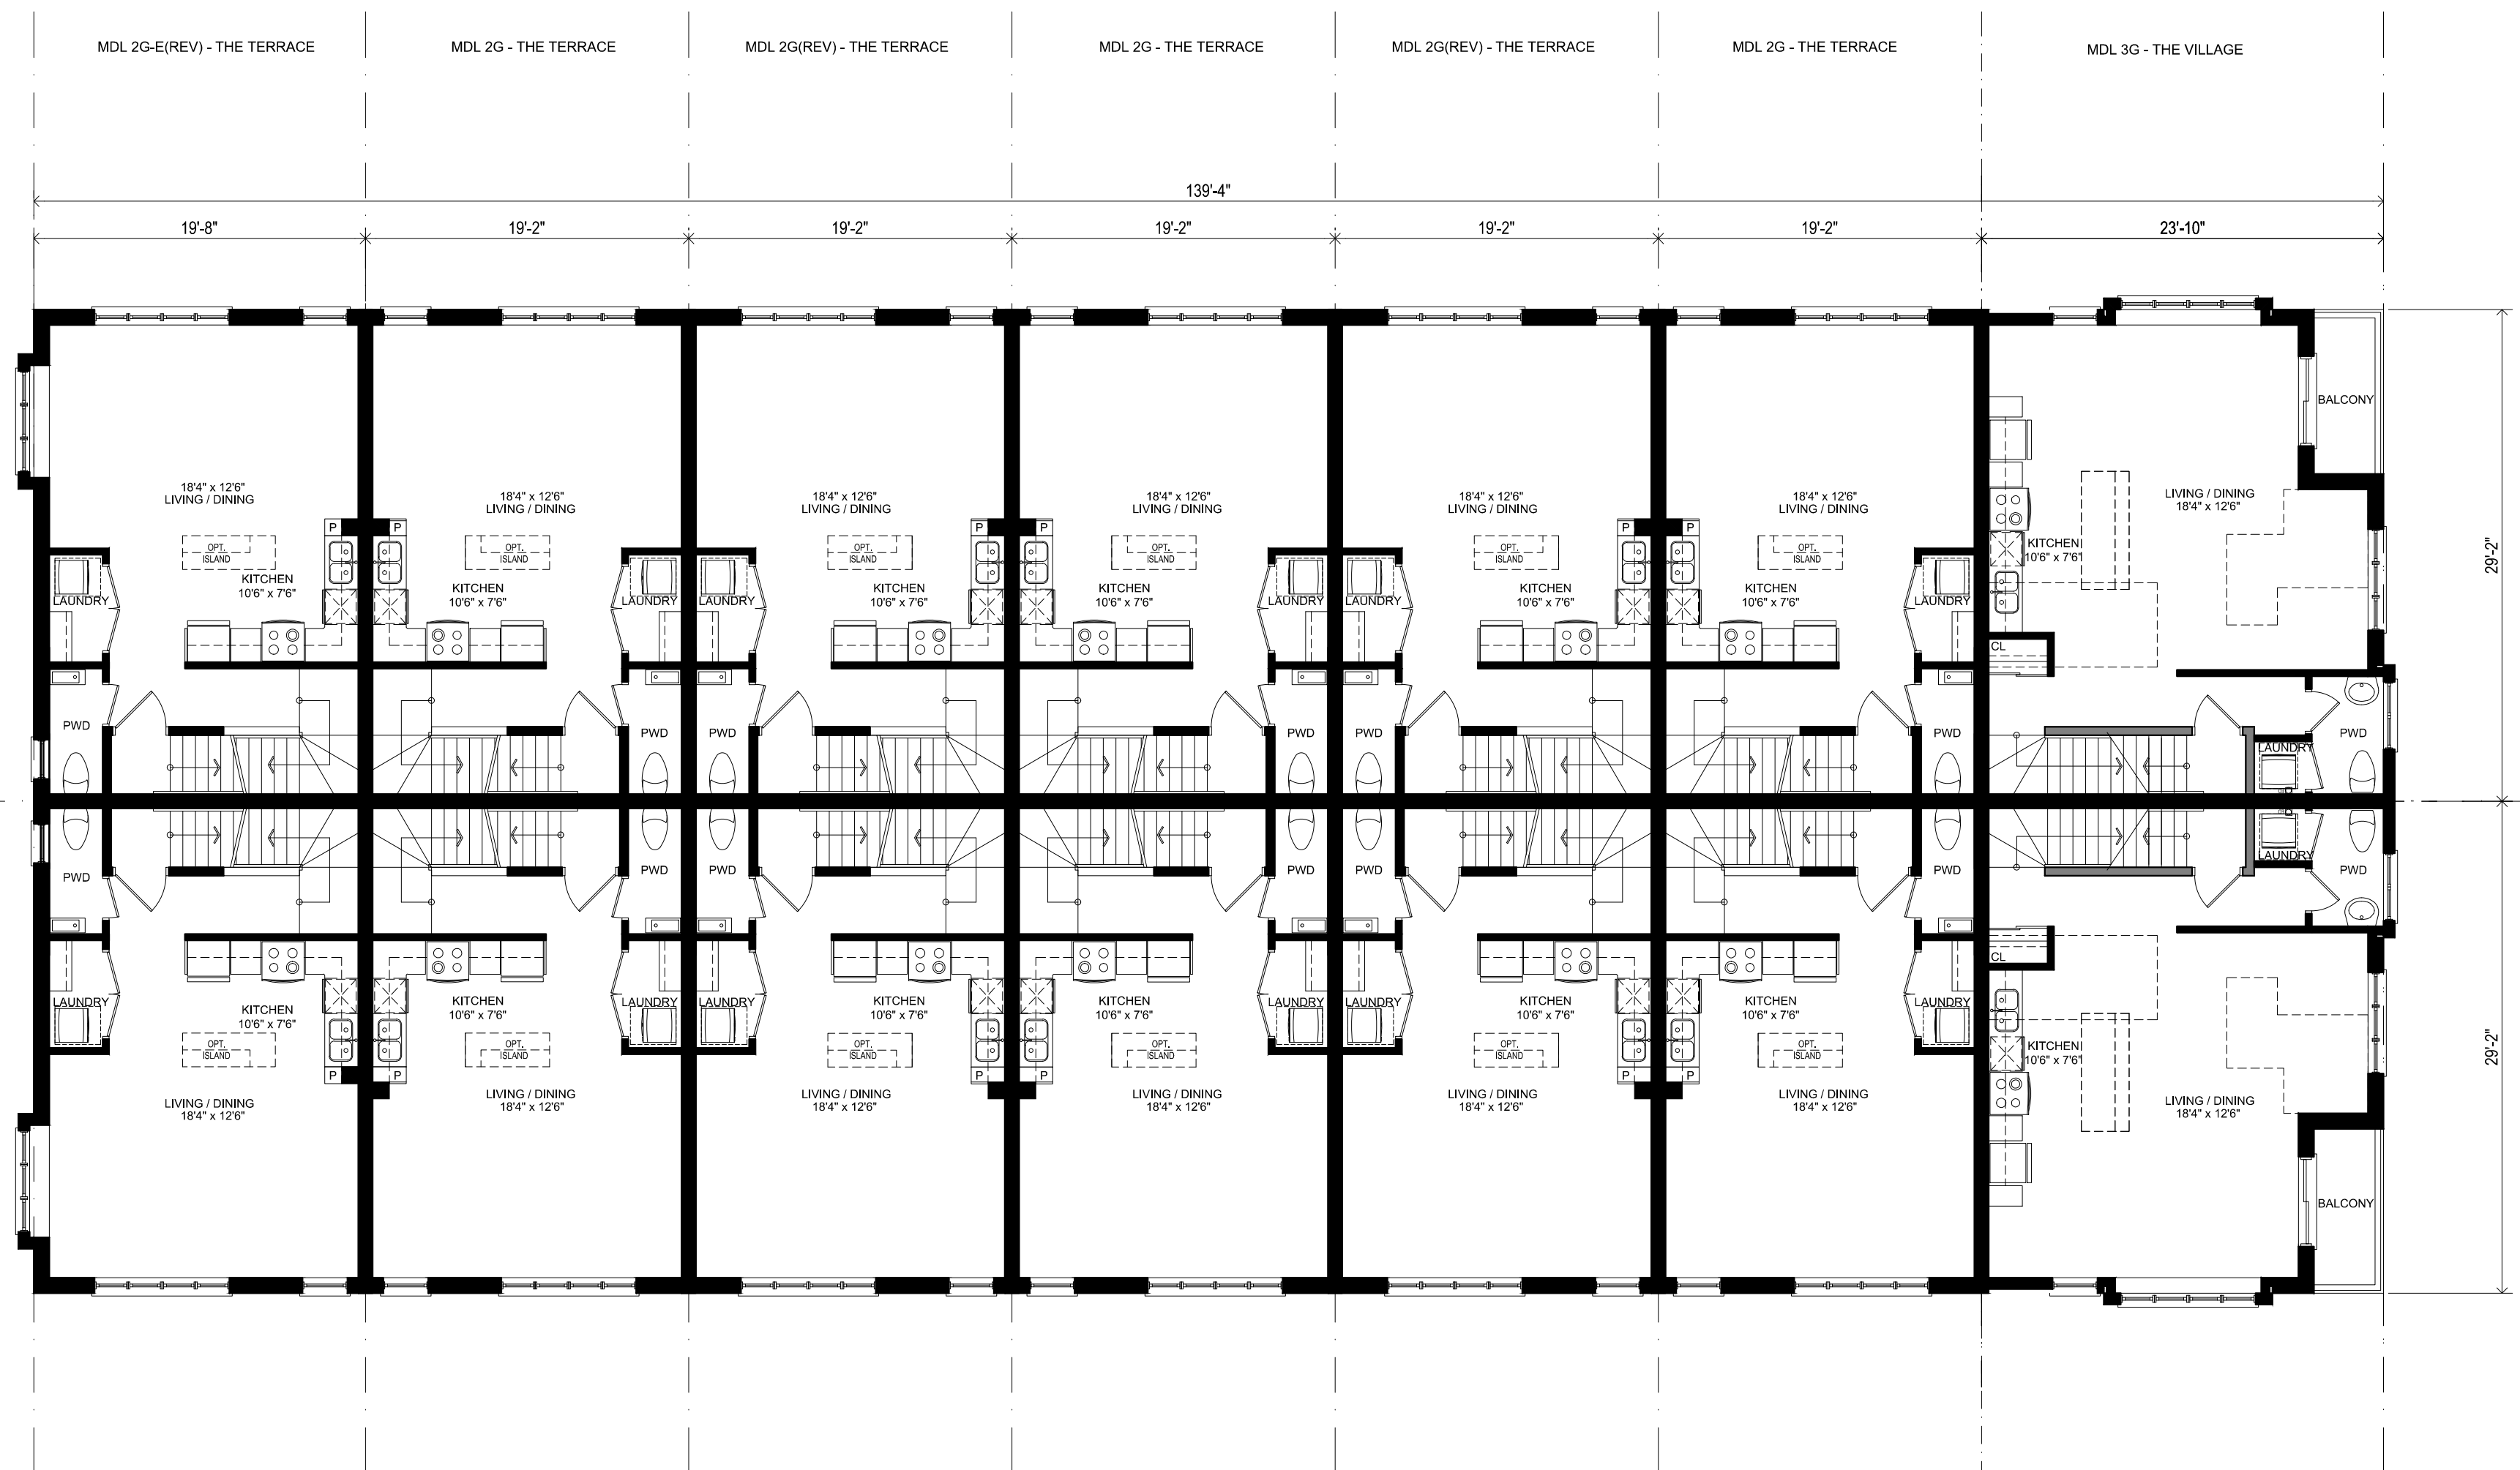 MDL 2G-E(REV) - THE TERRACE
MDL 2G - THE TERRACE
MDL 2G(REV) - THE TERRACE
MDL 2G - THE TERRACE
MDL 2G(REV) - THE TERRACE
MDL 2G - THE TERRACE
MDL 3G - THE VILLAGE
139'-4"
19'-8"
19'-2"
19'-2"
19'-2"
19'-2"
19'-2"
23'-10"
BALCONY
29'-2"
18'4" x 12'6"
LIVING / DINING
18'4" x 12'6"
LIVING / DINING
18'4" x 12'6"
LIVING / DINING
18'4" x 12'6"
LIVING / DINING
18'4" x 12'6"
LIVING / DINING
18'4" x 12'6"
LIVING / DINING
LIVING / DINING
18'4" x 12'6"
P
P
P
P
P
P
OPT.
ISLAND
OPT.
ISLAND
OPT.
ISLAND
OPT.
ISLAND
OPT.
ISLAND
OPT.
ISLAND
KITCHEN
10'6" x 7'6"
KITCHEN
10'6" x 7'6"
KITCHEN
10'6" x 7'6"
KITCHEN
10'6" x 7'6"
KITCHEN
10'6" x 7'6"
KITCHEN
10'6" x 7'6"
KITCHEN
10'6" x 7'6"
LAUNDRY
LAUNDRY
LAUNDRY
LAUNDRY
LAUNDRY
LAUNDRY
CL
PWD
PWD
PWD
PWD
PWD
PWD
PWD
LAUNDRY
LAUNDRY
PWD
PWD
PWD
PWD
PWD
PWD
PWD
CL
LAUNDRY
LAUNDRY
LAUNDRY
LAUNDRY
LAUNDRY
LAUNDRY
KITCHEN
10'6" x 7'6"
KITCHEN
10'6" x 7'6"
KITCHEN
10'6" x 7'6"
KITCHEN
10'6" x 7'6"
KITCHEN
10'6" x 7'6"
KITCHEN
10'6" x 7'6"
KITCHEN
10'6" x 7'6"
29'-2"
OPT.
ISLAND
OPT.
ISLAND
OPT.
ISLAND
OPT.
ISLAND
OPT.
ISLAND
OPT.
ISLAND
P
P
P
P
P
P
LIVING / DINING
18'4" x 12'6"
LIVING / DINING
18'4" x 12'6"
LIVING / DINING
18'4" x 12'6"
LIVING / DINING
18'4" x 12'6"
LIVING / DINING
18'4" x 12'6"
LIVING / DINING
18'4" x 12'6"
LIVING / DINING
18'4" x 12'6"
BALCONY